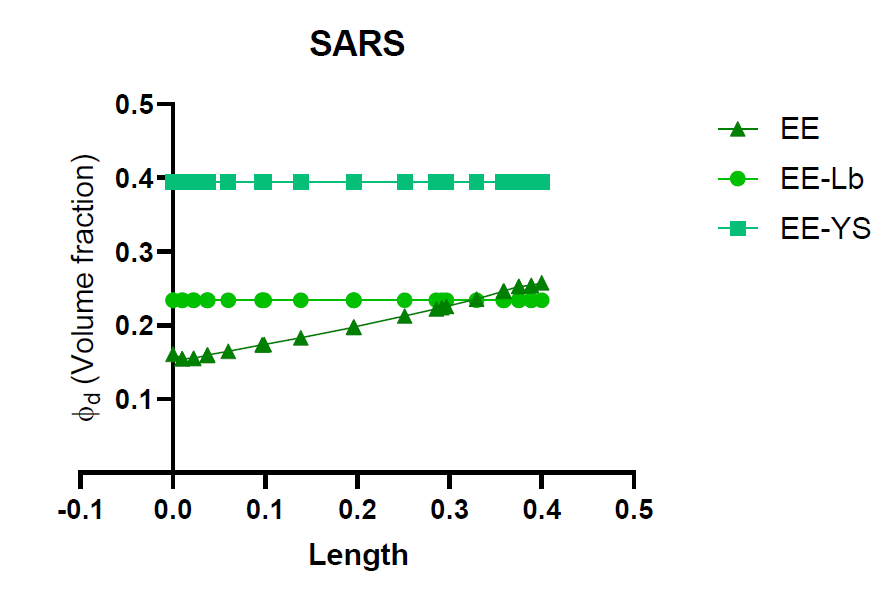 SARS
EE
EE-Lb
EE-YS
ϕd (Volume fraction)
0.5
0.4
0.3
0.2
0.1
-0.1 0.0 0.1 0.2 0.3 0.4 0.5
Length